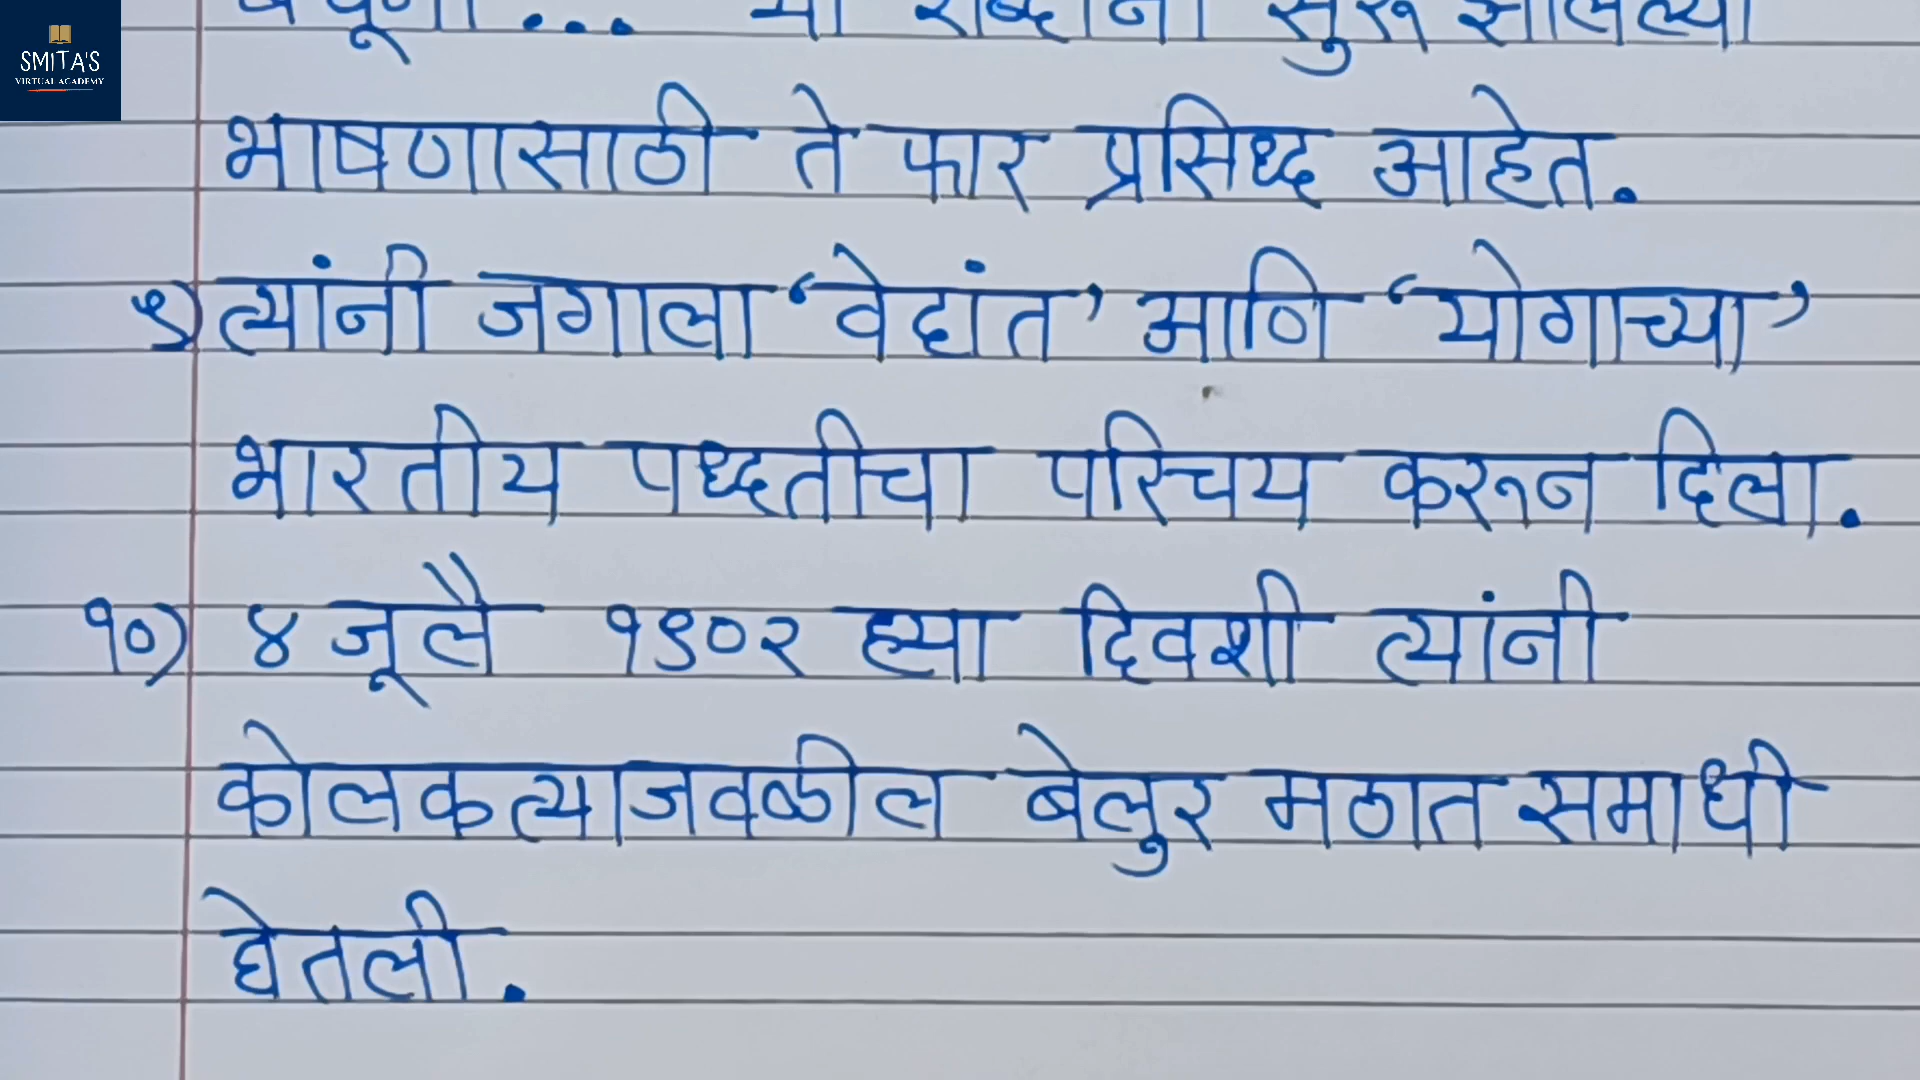 SMITA'S
VIRTUAL ACADEMY
... या शब्दांनी सुरू झालेल्या
भाषणासाठी ते फार प्रसिध्द आहेत.
९) त्यांनी जगाला ‘वेदांत’ आणि ‘योगाच्या’
भारतीय पध्दतीचा परिचय करून दिला.
१०) ४ जूलै १९०२ ह्या दिवशी त्यांनी
कोलकत्याजवळील बेलुर मठात समाधी
घेतली.